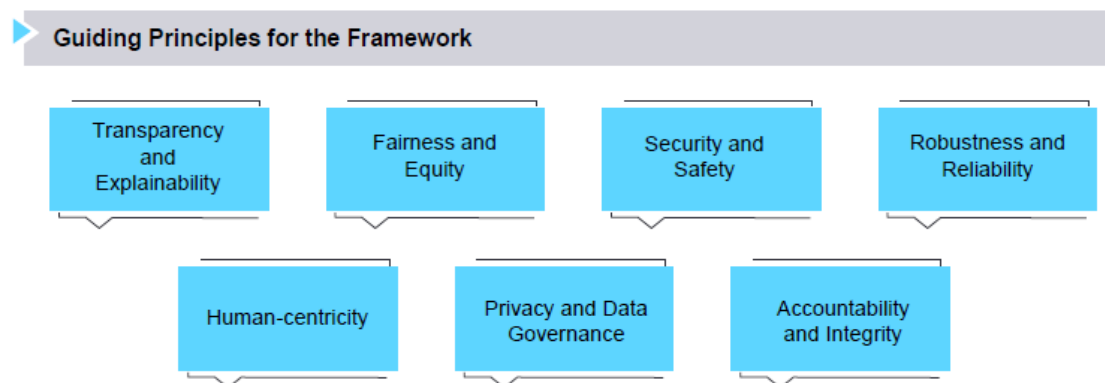 Guiding Principles for the Framework
Transparency
and
Explainability
Fairness and
Equity
Security and
Safety
Robustness and
Reliability
Human-centricity
Privacy and Data
Governance
Accountability
and Integrity